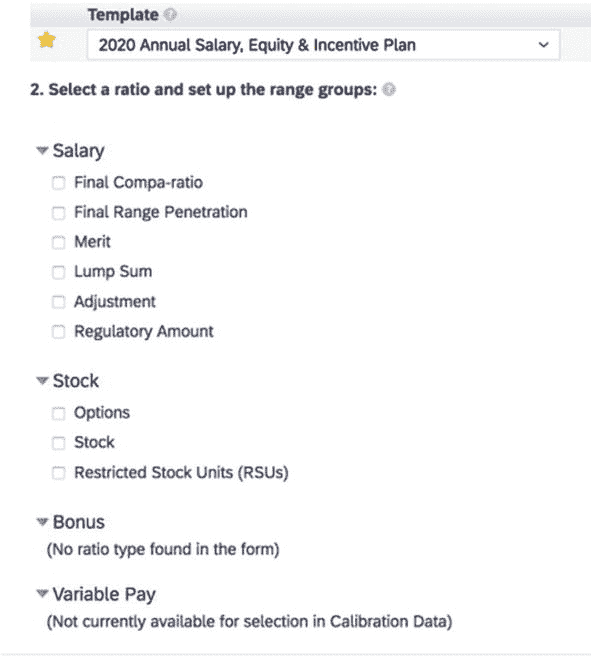 Template
2020 Annual Salary, Equity & Incentive Plan
2. Select a ratio and set up the range groups:
Salary
Final Compa-ratio
Final Range Penetration
Merit
Lump Sum
Adjustment
Regulatory Amount
Stock
Options
Stock
Restricted Stock Units (RSUs)
Bonus
(No ratio type found in the form)
Variable Pay
(Not currently available for selection in Calibration Data)